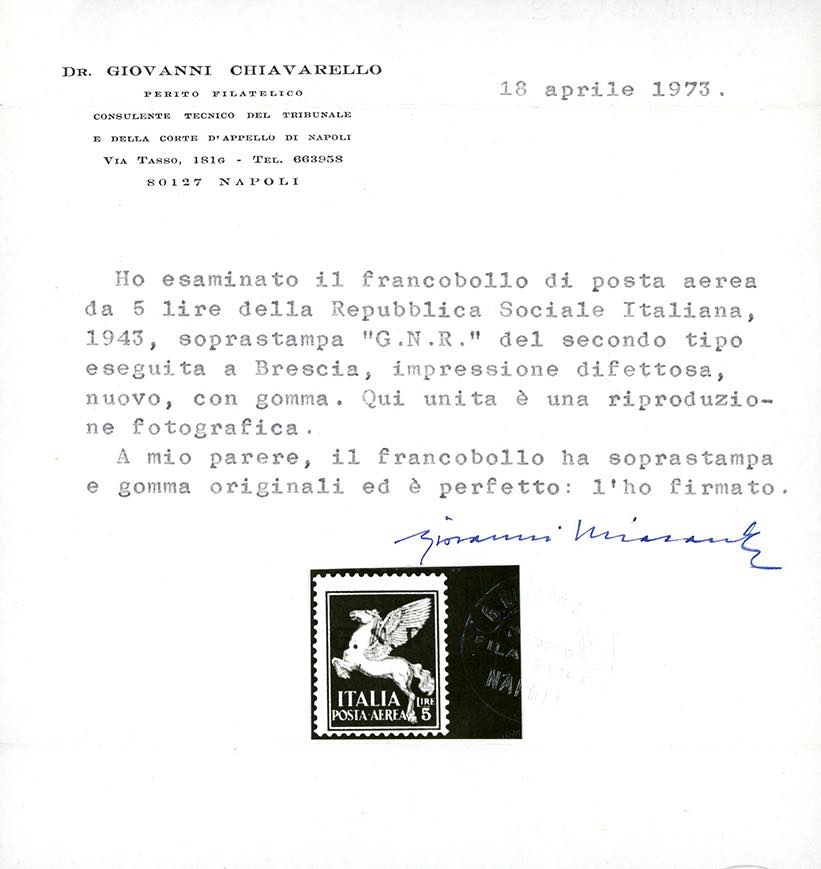 DR. GIOVANNI CHIAVARELLO
PERITO FILATELICO
CONSULENTE TECNICO DEL TRIBUNALE
E DELLA CORTE D'APPELLO DI NAPOLI
VIA TASSO, 181G - TEL. 663958
80127 NAPOLI
18 aprile 1973.
Ho esaminato il francobollo di posta aerea
da 5 lire della Repubblica Sociale Italiana,
1943, soprastampa "G.N.R." del secondo tipo
eseguita a Brescia, impressione difettosa,
nuovo, con gomma. Qui unita è una riproduzio-
ne fotografica.
A mio parere, il francobollo ha soprastampa
e gomma originali ed è perfetto: l'ho firmato.
Giovanni
ITALIA
LIRE
POSTA-AEREA 5